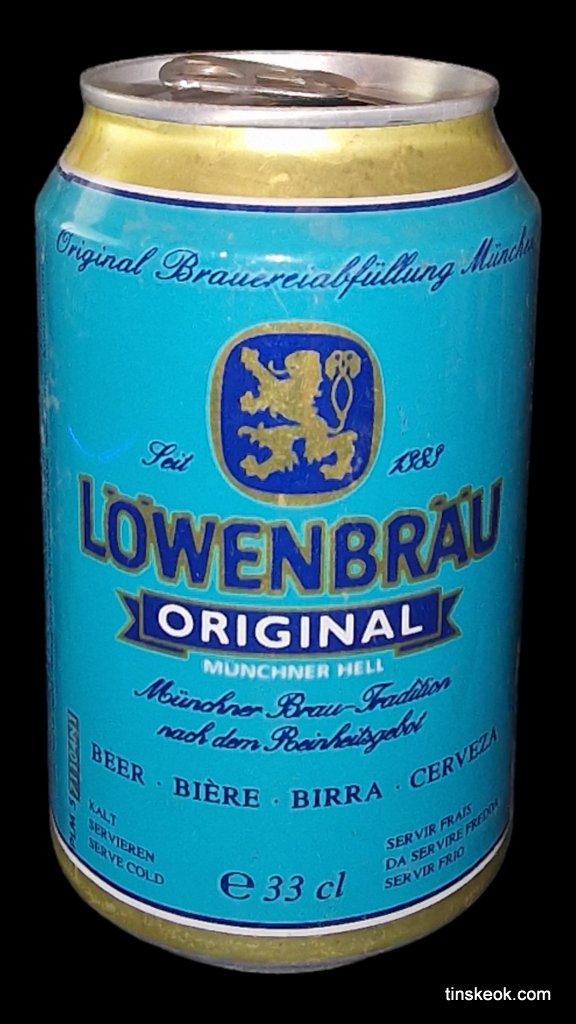 Original Brauereiabfüllung Münche
Seit 1383
LÖWENBRÄU
ORIGINAL
MÜNCHNER HELL
Münchner Brau-Tradition
nach dem Reinheitsgebot
BEER · BIÈRE · BIRRA · CERVEZA
KALT
SERVIEREN
SERVE COLD
℮ 33 cl
SERVIR FRAIS
DA SERVIRE FREDDA
SERVIR FRIO
tinskeok.com